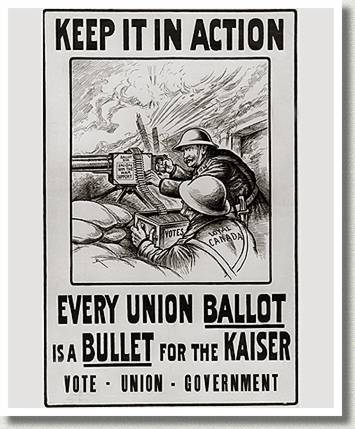 KEEP IT IN ACTION
VOTES
LOYAL
CANADA
EVERY UNION BALLOT
IS A BULLET FOR THE KAISER
VOTE - UNION - GOVERNMENT